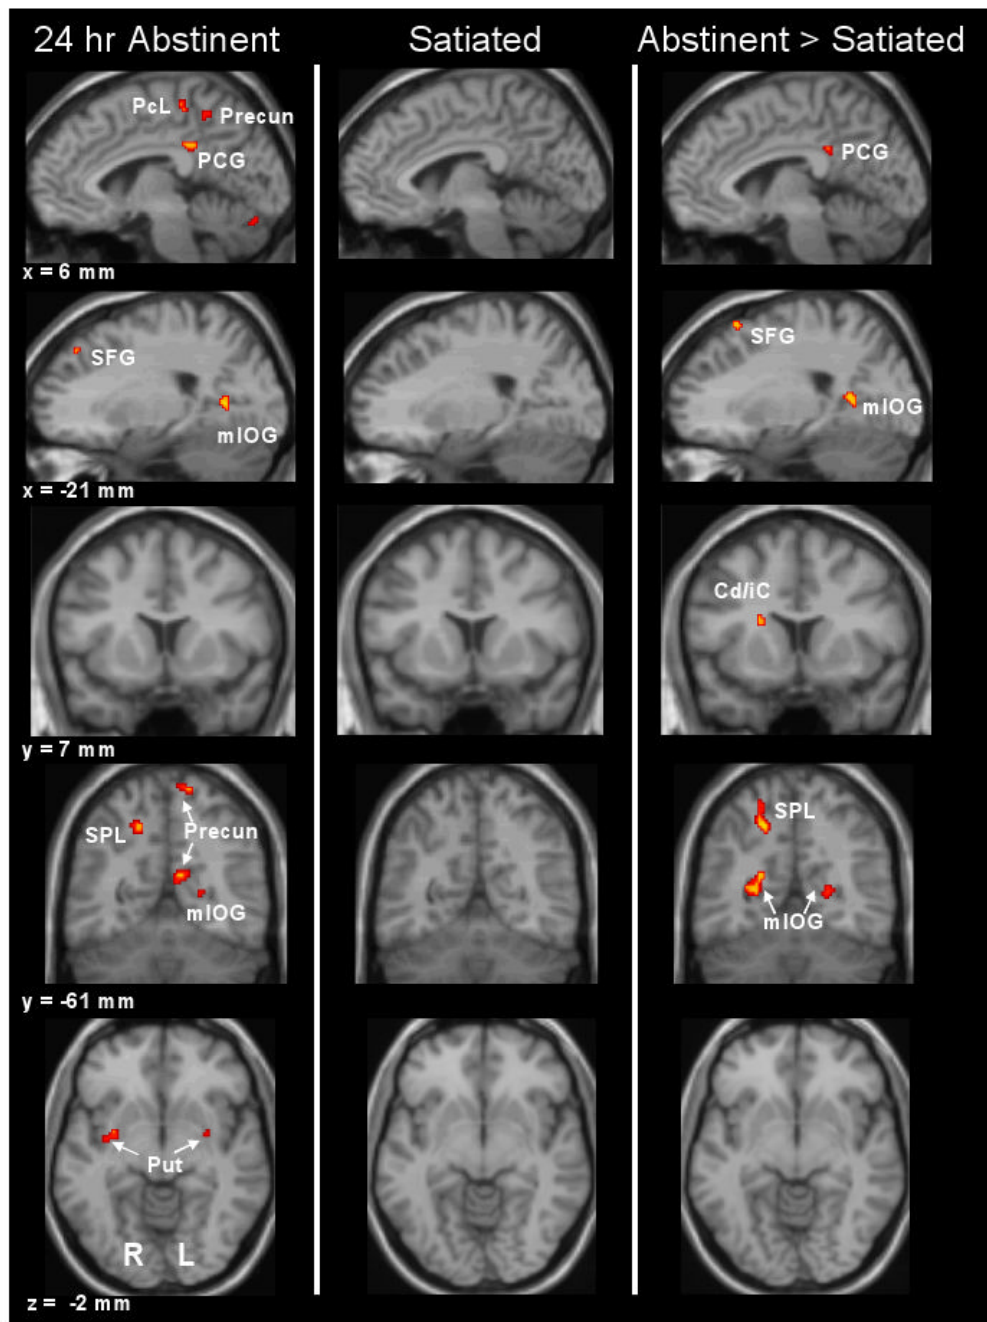 24 hr Abstinent
Satiated
Abstinent > Satiated
PcL
Precun
PCG
PCG
x = 6 mm
SFG
mIOG
SFG
mIOG
x = -21 mm
Cd/iC
y = 7 mm
SPL
Precun
mIOG
SPL
mIOG
y = -61 mm
Put
R L
z = -2 mm